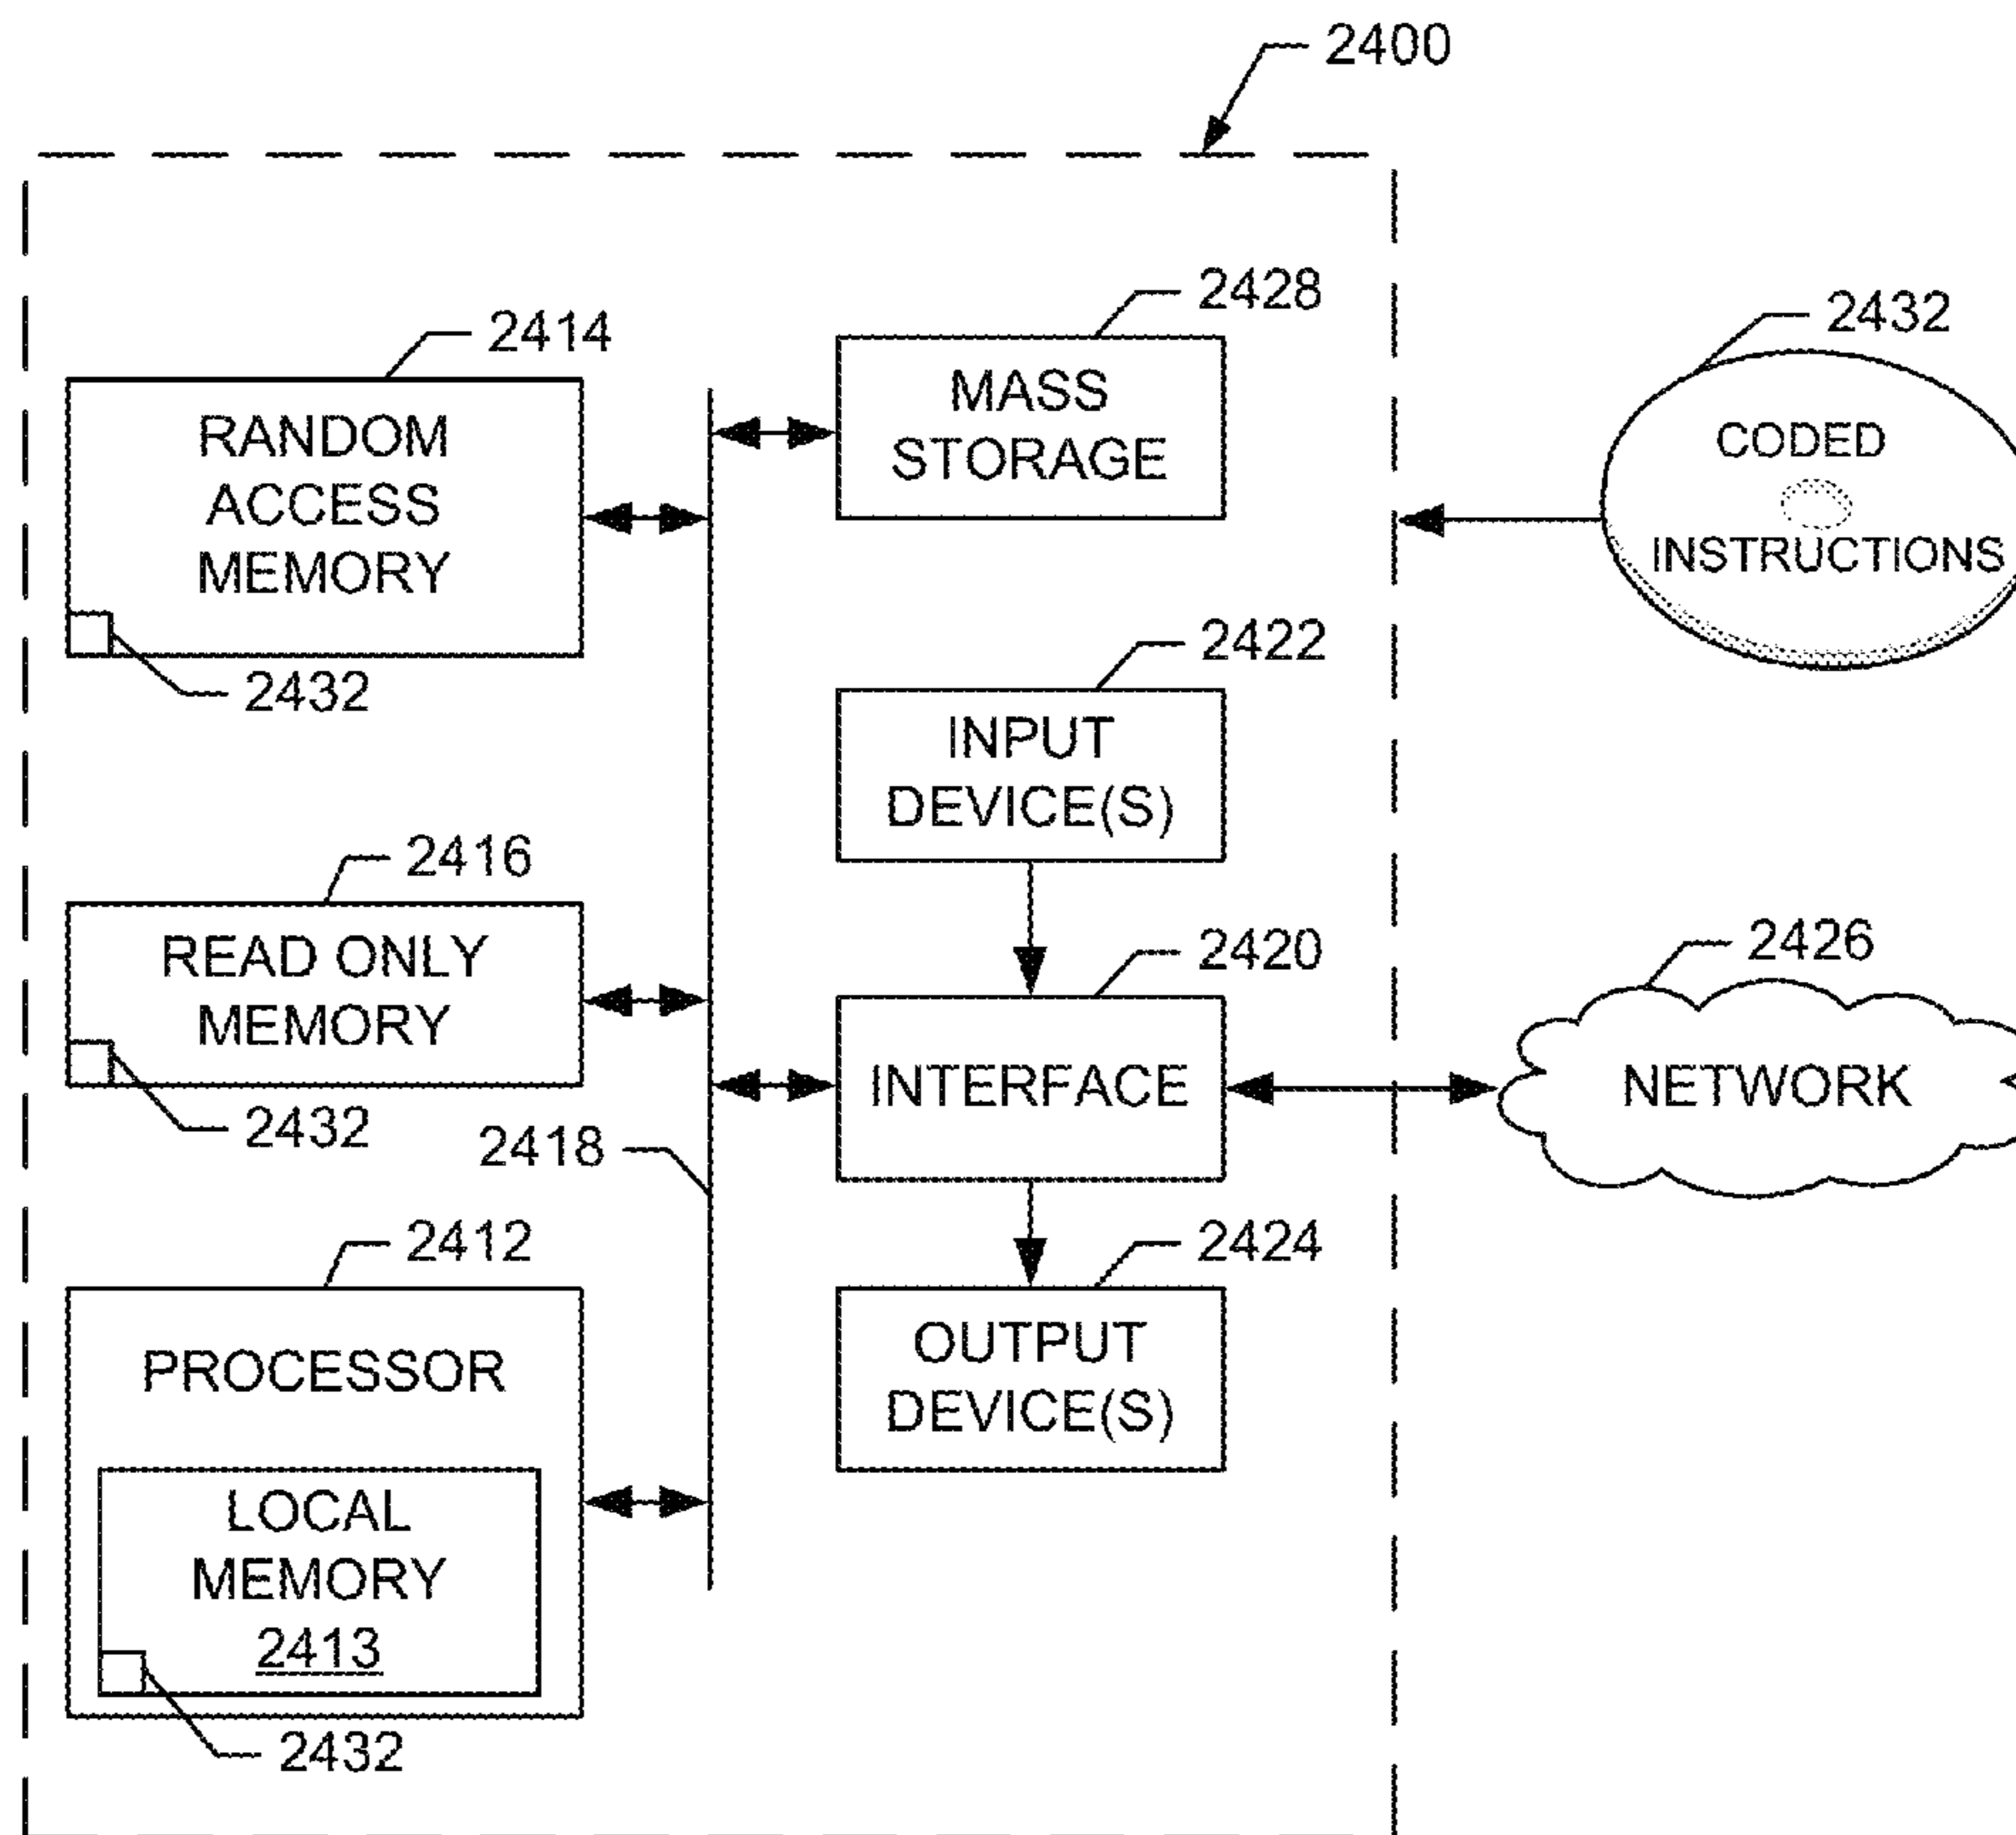 2400
2428
MASS
STORAGE
2414
RANDOM
ACCESS
MEMORY
2432
2432
CODED
INSTRUCTIONS
2422
INPUT
DEVICE(S)
2416
READ ONLY
MEMORY
2432
2418
2420
INTERFACE
2426
NETWORK
2412
PROCESSOR
LOCAL
MEMORY
2413
2432
2424
OUTPUT
DEVICE(S)